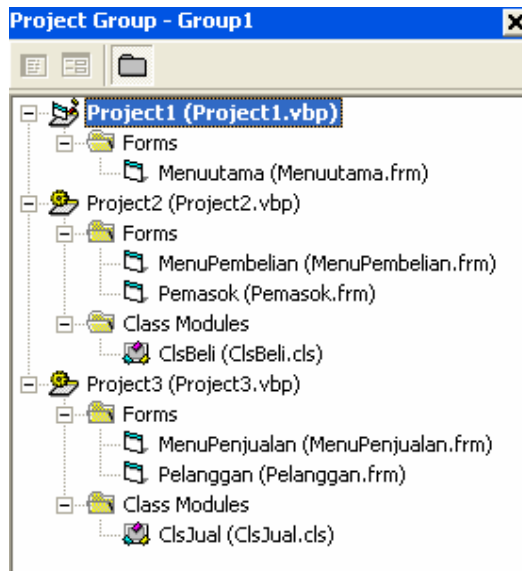 Project Group - Group1
Project1 (Project1.vbp)
Forms
Menuutama (Menuutama.frm)
Project2 (Project2.vbp)
Forms
MenuPembelian (MenuPembelian.frm)
Pemasok (Pemasok.frm)
Class Modules
ClsBeli (ClsBeli.cls)
Project3 (Project3.vbp)
Forms
MenuPenjualan (MenuPenjualan.frm)
Pelanggan (Pelanggan.frm)
Class Modules
ClsJual (ClsJual.cls)